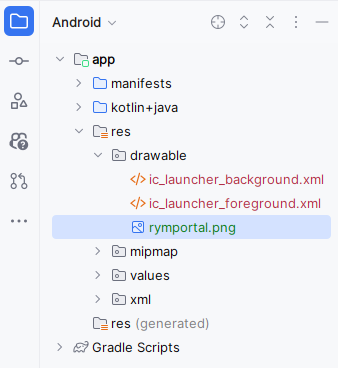 Android
app
manifests
kotlin+java
res
drawable
ic_launcher_background.xml
ic_launcher_foreground.xml
rymportal.png
mipmap
values
xml
res (generated)
Gradle Scripts